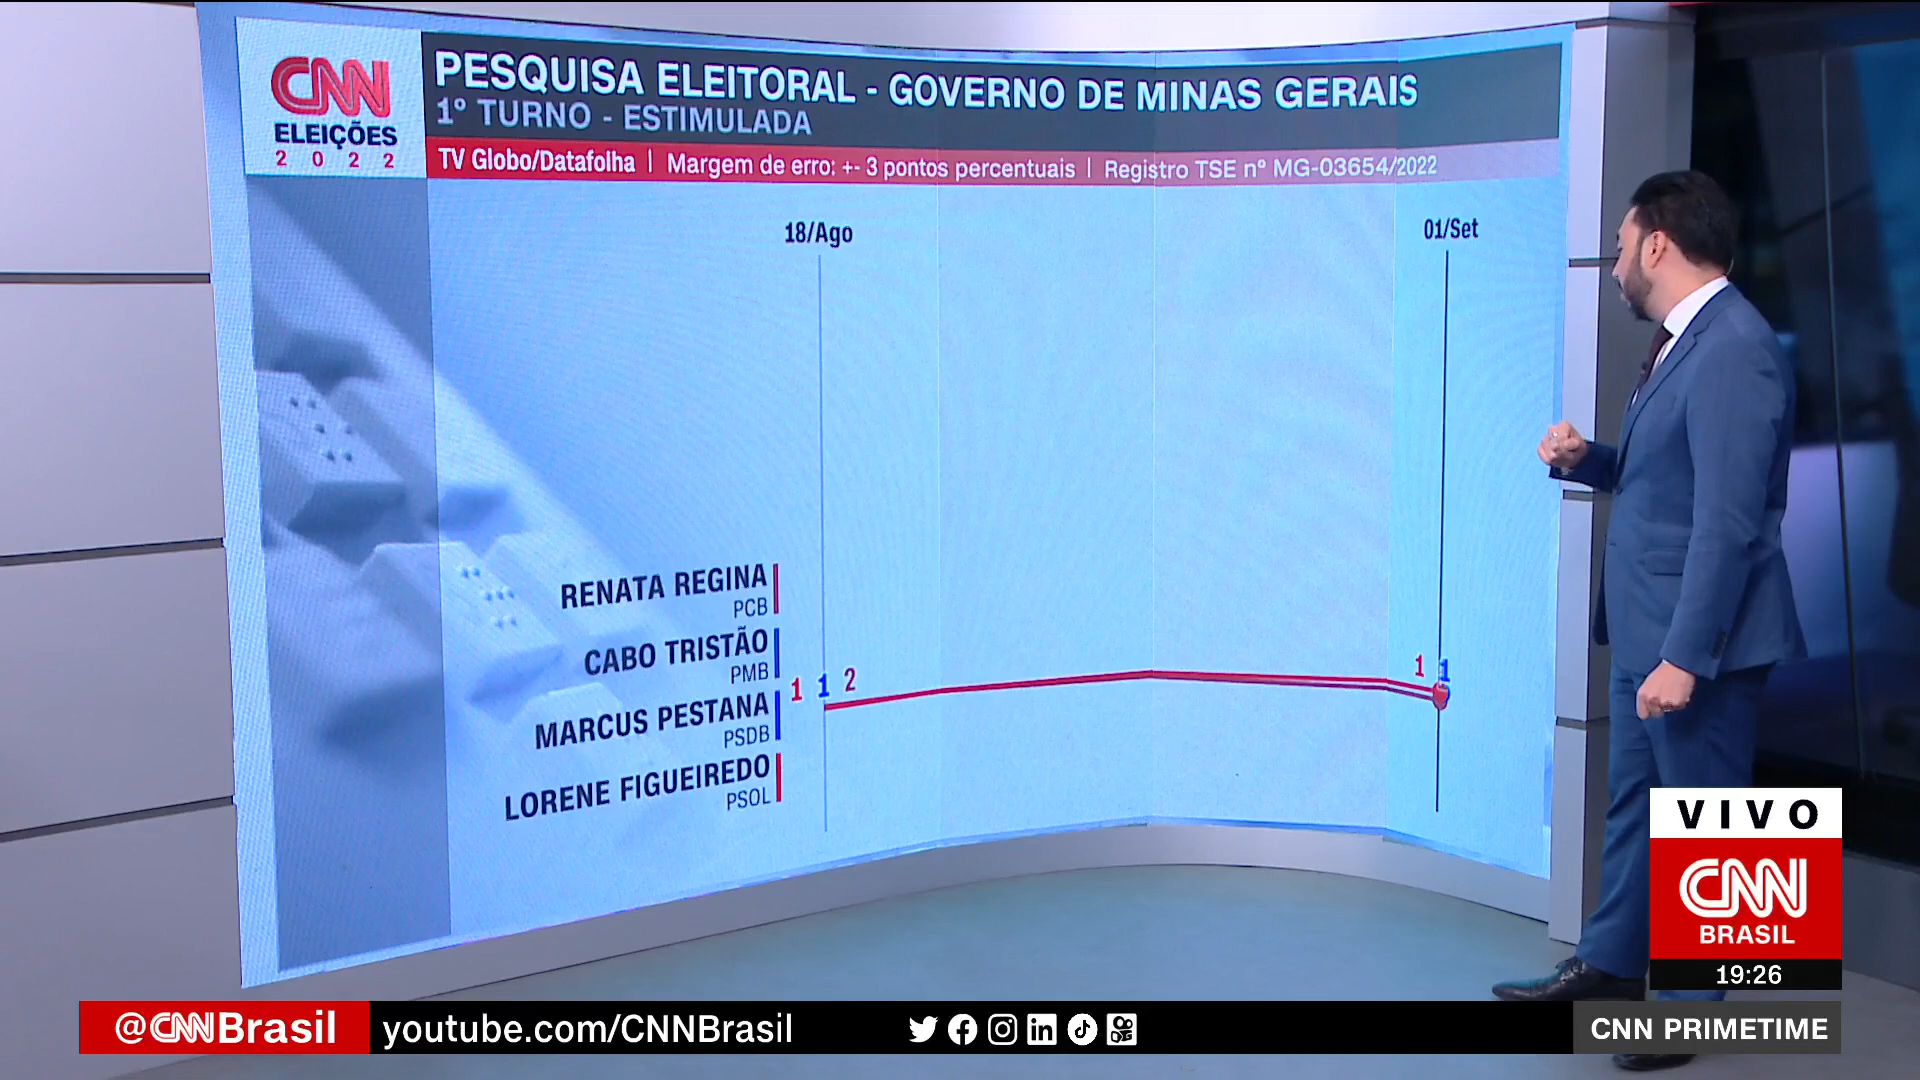 CNN
ELEIÇÕES
2 0 2 2
PESQUISA ELEITORAL - GOVERNO DE MINAS GERAIS
1º TURNO - ESTIMULADA
TV Globo/Datafolha | Margem de erro: +- 3 pontos percentuais | Registro TSE nº MG-03654/2022
18/Ago
01/Set
RENATA REGINA
PCB
CABO TRISTÃO
PMB
MARCUS PESTANA
PSDB
LORENE FIGUEIREDO
PSOL
1 1 2
1 1
VIVO
CNN
BRASIL
19:26
@CNNBrasil
youtube.com/CNNBrasil
CNN PRIMETIME